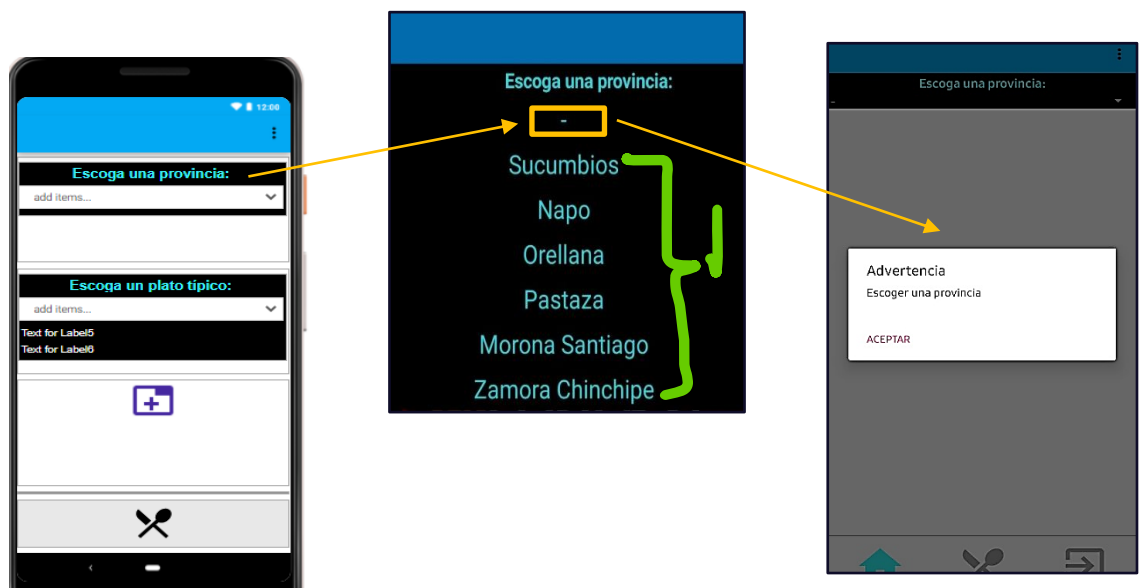 12:00
Escoga una provincia:
add items...
Escoga un plato típico:
add items...
Text for Label5
Text for Label6
Escoga una provincia:
-
Sucumbios
Napo
Orellana
Pastaza
Morona Santiago
Zamora Chinchipe
Escoga una provincia:
-
Advertencia
Escoger una provincia
ACEPTAR